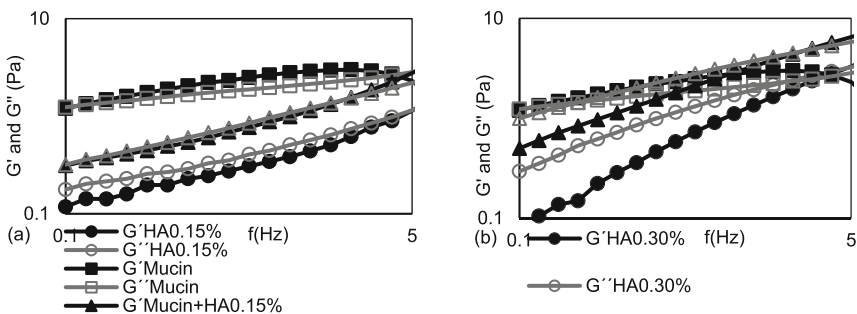 10
10
G' and G" (Pa)
G' and G" (Pa)
0.1
0.1
(a)
0.1
f(Hz)
5
(b)
0.1
f(Hz)
5
G´HA0.15%
G´´HA0.15%
G´Mucin
G´´Mucin
G´Mucin+HA0.15%
G´HA0.30%
G´´HA0.30%